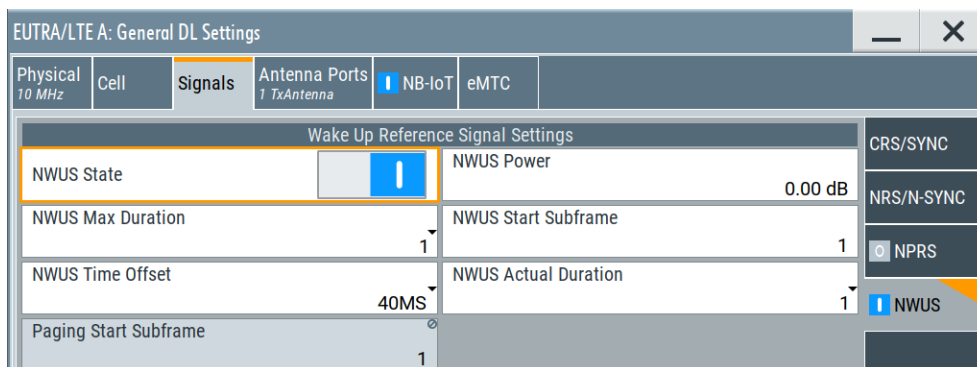 EUTRA/LTE A: General DL Settings
Physical
10 MHz
Cell
Signals
Antenna Ports
1 TxAntenna
NB-IoT
eMTC
Wake Up Reference Signal Settings
NWUS State
NWUS Power
0.00 dB
NWUS Max Duration
1
NWUS Start Subframe
1
NWUS Time Offset
40MS
NWUS Actual Duration
1
Paging Start Subframe
1
CRS/SYNC
NRS/N-SYNC
NPRS
NWUS